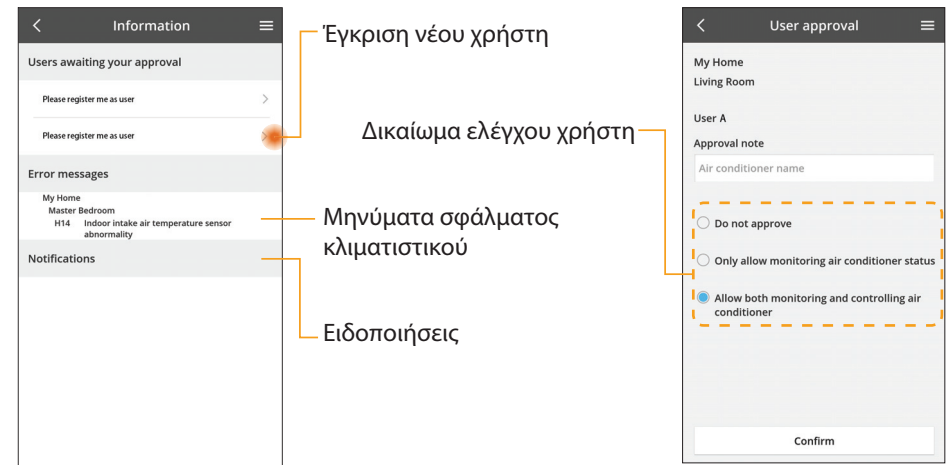 Information
Users awaiting your approval
Please register me as user
Please register me as user
Error messages
My Home
Master Bedroom
H14 Indoor intake air temperature sensor
abnormality
Notifications
Έγκριση νέου χρήστη
Δικαίωμα ελέγχου χρήστη
Μηνύματα σφάλματος
κλιματιστικού
Ειδοποιήσεις
User approval
My Home
Living Room
User A
Approval note
Air conditioner name
Do not approve
Only allow monitoring air conditioner status
Allow both monitoring and controlling air
conditioner
Confirm